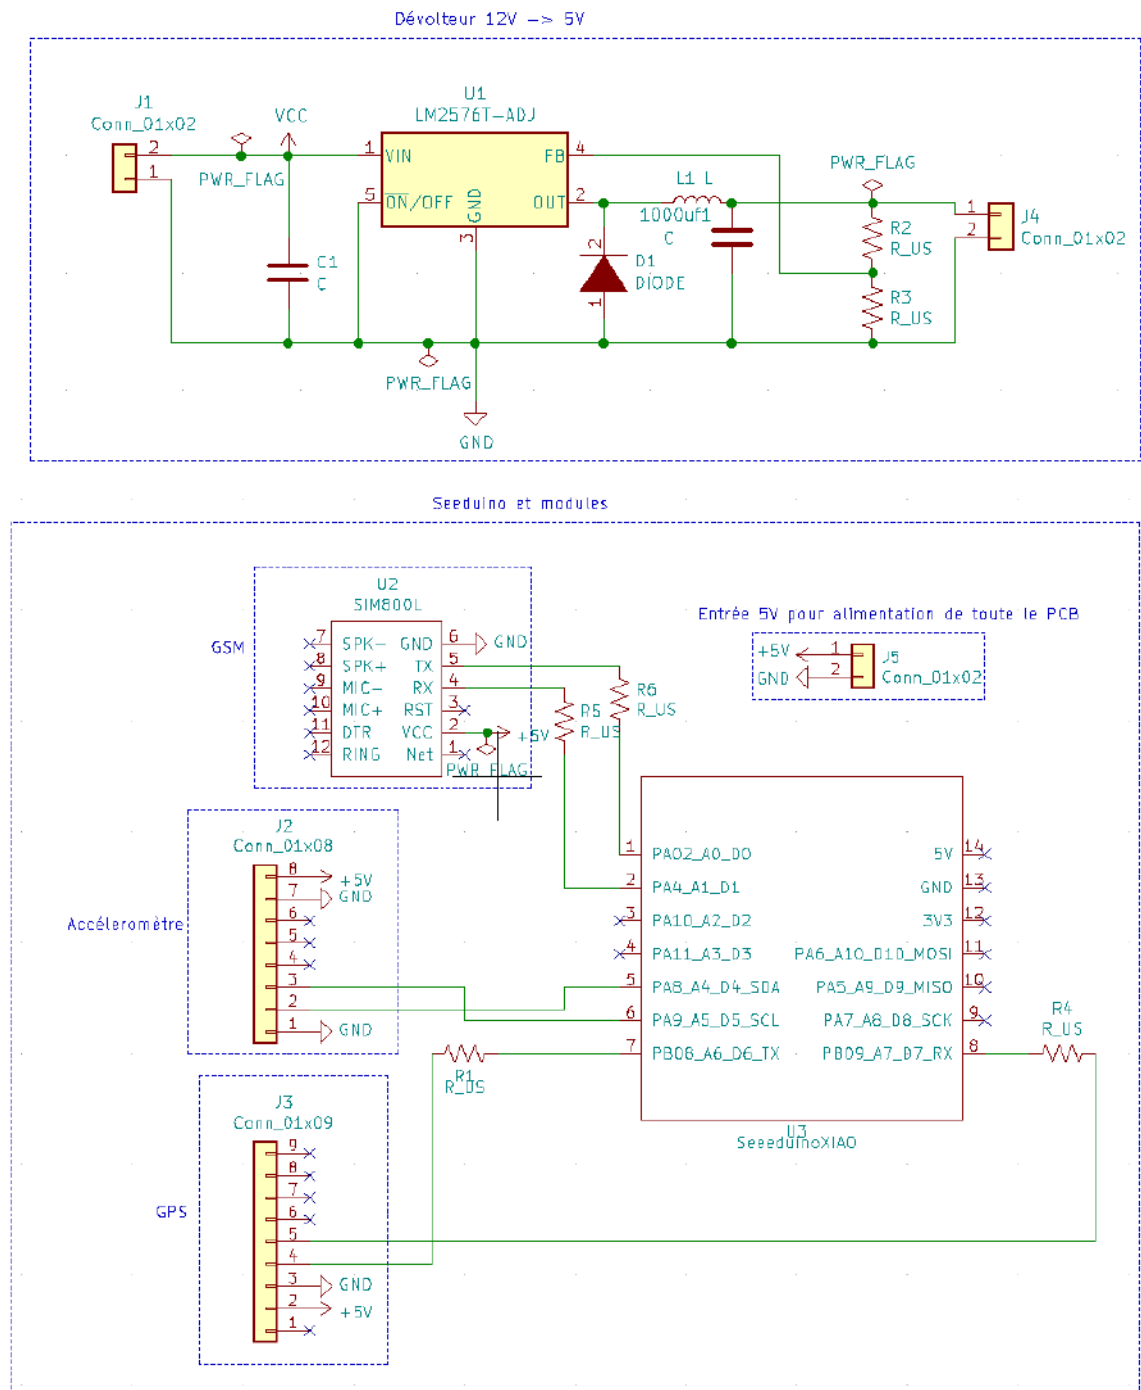 Dévolteur 12V -> 5V
J1
Conn_01x02
2
1
PWR_FLAG
VCC
C1
C
U1
LM2576T-ADJ
1 VIN
5 ON/OFF
GND
3
FB 4
OUT 2
PWR_FLAG
GND
2
D1
DIODE
1
L1 L
1000uf1
C
PWR_FLAG
R2
R_US
R3
R_US
1
2
J4
Conn_01x02
Seeduino et modules
GSM
U2
SIM800L
7 SPK- GND 6 GND
8 SPK+ TX 5
9 MIC- RX 4
10 MIC+ RST 3
11 DTR VCC 2 +5V
12 RING Net 1
PWR_FLAG
R5
R_US
R6
R_US
Entrée 5V pour alimentation de toute le PCB
+5V 1
GND 2
J5
Conn_01x02
Accéleromètre
J2
Conn_01x08
8 +5V
7 GND
6
5
4
3
2
1 GND
1 PA02_A0_D0 5V 14
2 PA4_A1_D1 GND 13
3 PA10_A2_D2 3V3 12
4 PA11_A3_D3 PA6_A10_D10_MOSI 11
5 PA8_A4_D4_SDA PA5_A9_D9_MISO 10
6 PA9_A5_D5_SCL PA7_A8_D8_SCK 9
7 PB08_A6_D6_TX PB09_A7_D7_RX 8
U3
SeeeduinoXIAO
R4
R_US
R1
R_US
GPS
J3
Conn_01x09
9
8
7
6
5
4
3 GND
2 +5V
1